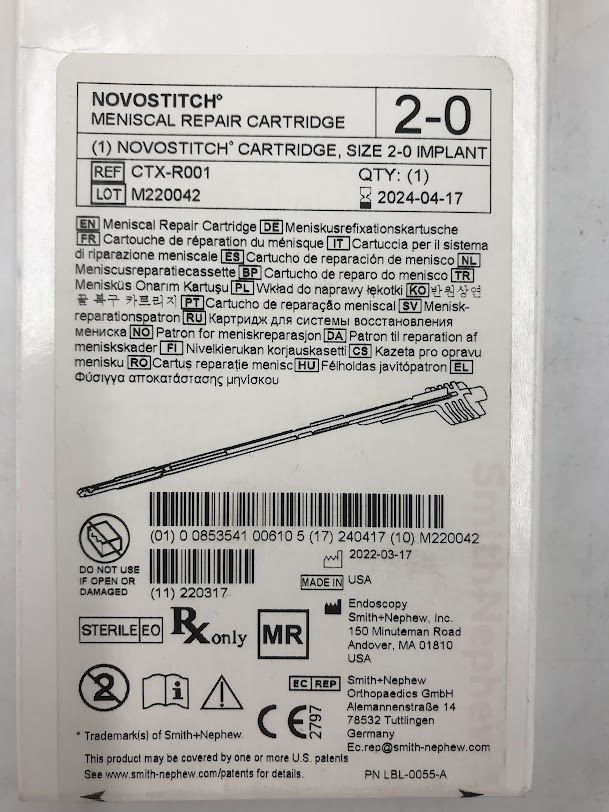 NOVOSTITCH°
MENISCAL REPAIR CARTRIDGE
2-0
(1) NOVOSTITCH° CARTRIDGE, SIZE 2-0 IMPLANT
REF CTX-R001 QTY: (1)
LOT M220042 2024-04-17
EN Meniscal Repair Cartridge DE Meniskusrefixationskartusche
FR Cartouche de réparation du ménisque IT Cartuccia per il sistema
di riparazione meniscale ES Cartucho de reparación de menisco NL
Meniscusreparatiecassette BP Cartucho de reparo do menisco TR
Menisküs Onarım Kartuşu PL Wkład do naprawy łękotki KO 반원상연
골 복구 카트리지 PT Cartucho de reparação meniscal SV Menisk-
reparationspatron RU Картридж для системы восстановления
мениска NO Patron for meniskreparasjon DA Patron til reparation af
meniskskader FI Nivelkierukan korjauskasetti CS Kazeta pro opravu
menisku RO Cartuș reparație menisc HU Félholdas javítópatron EL
Φύσιγγα αποκατάστασης μηνίσκου
(01) 0 0853541 00610 5 (17) 240417 (10) M220042
DO NOT USE
IF OPEN OR
DAMAGED
(11) 220317
2022-03-17
MADE IN USA
STERILE EO
Rx only
MR
Endoscopy
Smith+Nephew, Inc.
150 Minuteman Road
Andover, MA 01810
USA
2
i
CE 2797
EC REP Smith+Nephew
Orthopaedics GmbH
Alemannenstraße 14
78532 Tuttlingen
Germany
Ec.rep@smith-nephew.com
° Trademark(s) of Smith+Nephew.
This product may be covered by one or more U.S. patents
See www.smith-nephew.com/patents for details.
PN LBL-0055-A
Smith+Nephew